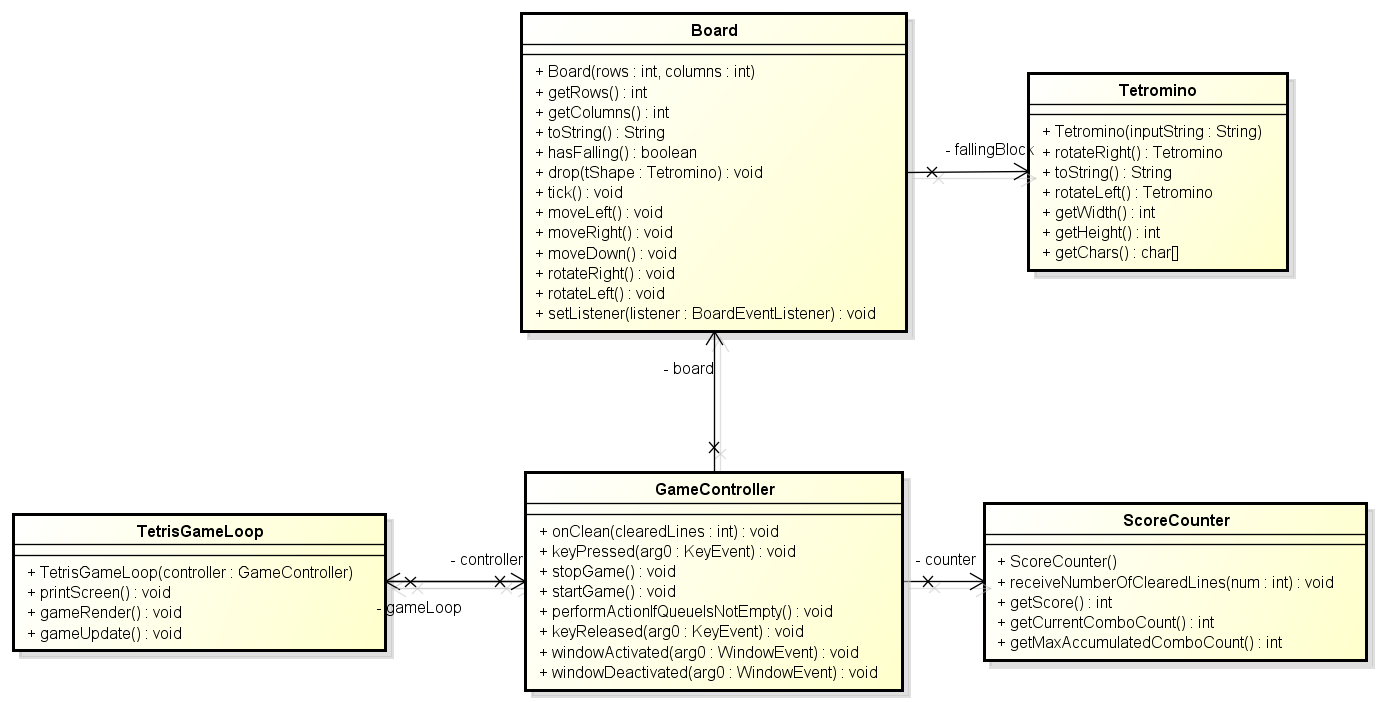 Board
+ Board(rows : int, columns : int)
+ getRows() : int
+ getColumns() : int
+ toString() : String
+ hasFalling() : boolean
+ drop(tShape : Tetromino) : void
+ tick() : void
+ moveLeft() : void
+ moveRight() : void
+ moveDown() : void
+ rotateRight() : void
+ rotateLeft() : void
+ setListener(listener : BoardEventListener) : void
- fallingBlock
Tetromino
+ Tetromino(inputString : String)
+ rotateRight() : Tetromino
+ toString() : String
+ rotateLeft() : Tetromino
+ getWidth() : int
+ getHeight() : int
+ getChars() : char[]
- board
TetrisGameLoop
+ TetrisGameLoop(controller : GameController)
+ printScreen() : void
+ gameRender() : void
+ gameUpdate() : void
- controller
- gameLoop
GameController
+ onClean(clearedLines : int) : void
+ keyPressed(arg0 : KeyEvent) : void
+ stopGame() : void
+ startGame() : void
+ performActionIfQueueIsNotEmpty() : void
+ keyReleased(arg0 : KeyEvent) : void
+ windowActivated(arg0 : WindowEvent) : void
+ windowDeactivated(arg0 : WindowEvent) : void
- counter
ScoreCounter
+ ScoreCounter()
+ receiveNumberOfClearedLines(num : int) : void
+ getScore() : int
+ getCurrentComboCount() : int
+ getMaxAccumulatedComboCount() : int